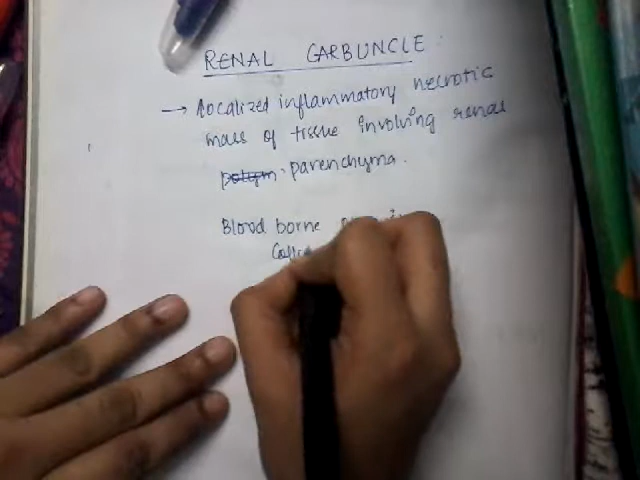 RENAL CARBUNCLE :
→ Localized inflammatory necrotic
mass of tissue involving renal
parenchyma.
Blood borne